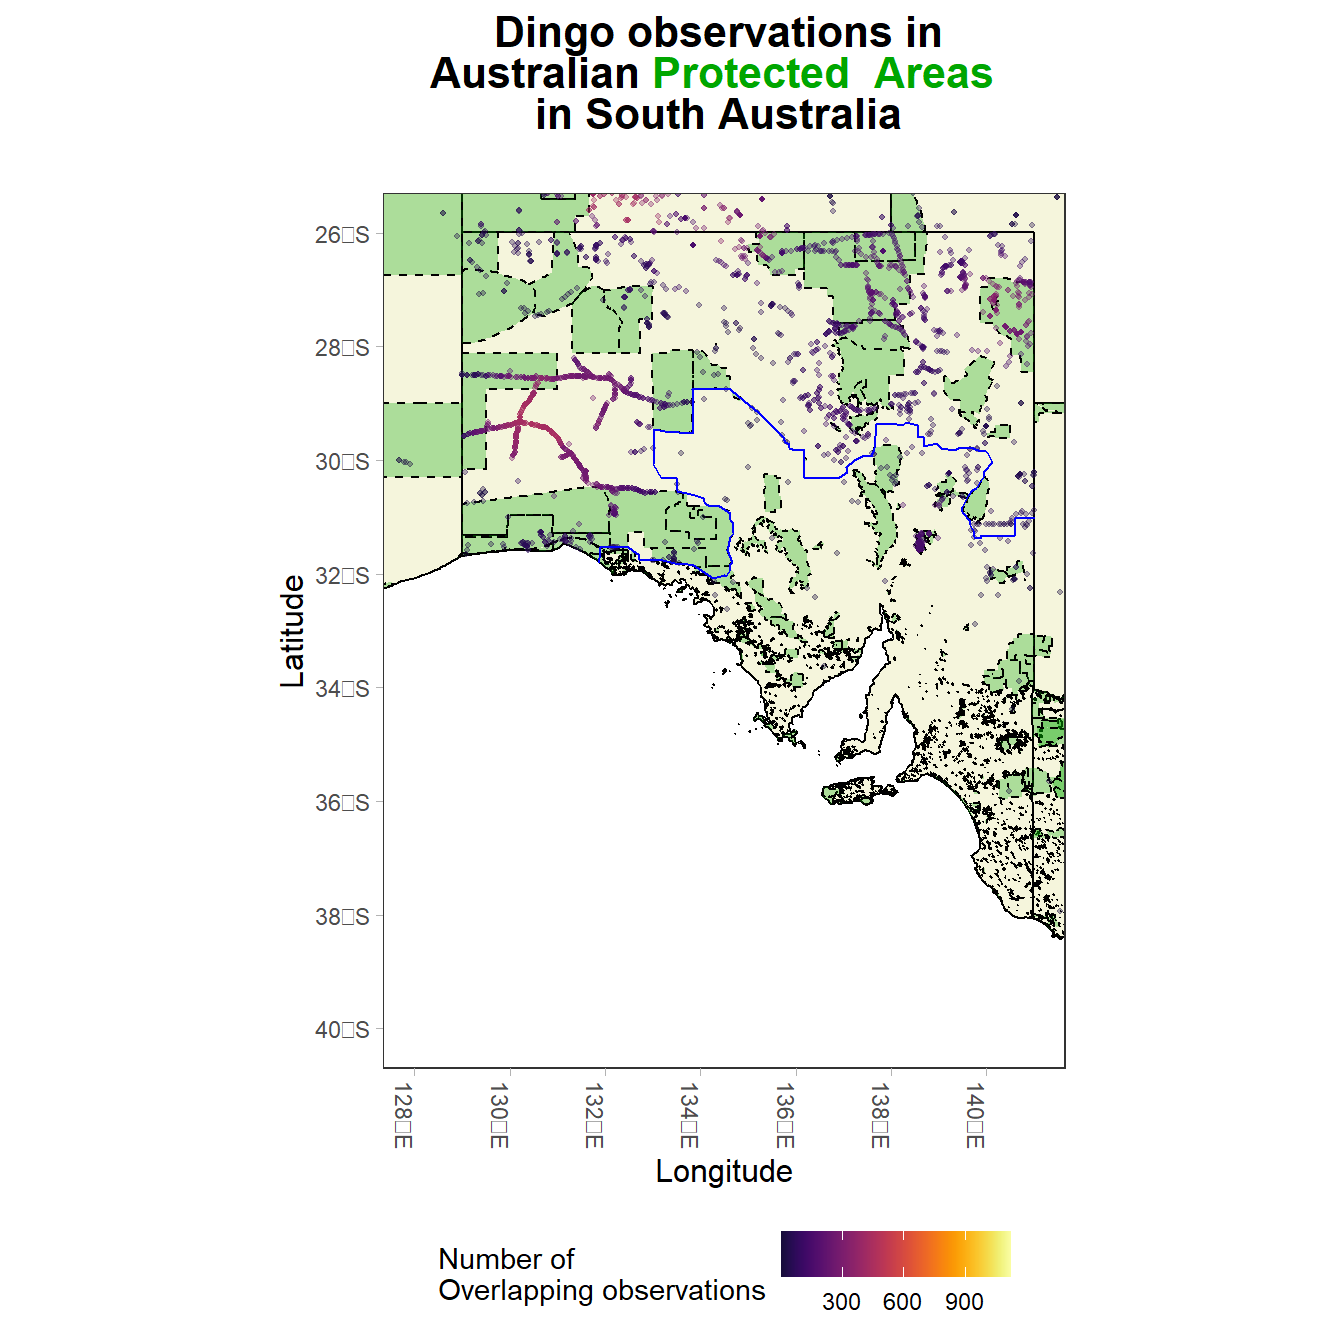 Dingo observations in
Australian Protected Areas
in South Australia
26□S
28□S
30□S
32□S
34□S
36□S
38□S
40□S
Latitude
128□E
130□E
132□E
134□E
136□E
138□E
140□E
Longitude
Number of
Overlapping observations
300 600 900